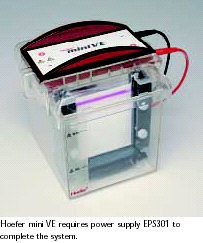 miniVE
Hoefer
Hoefer mini VE requires power supply EPS301 to
complete the system.